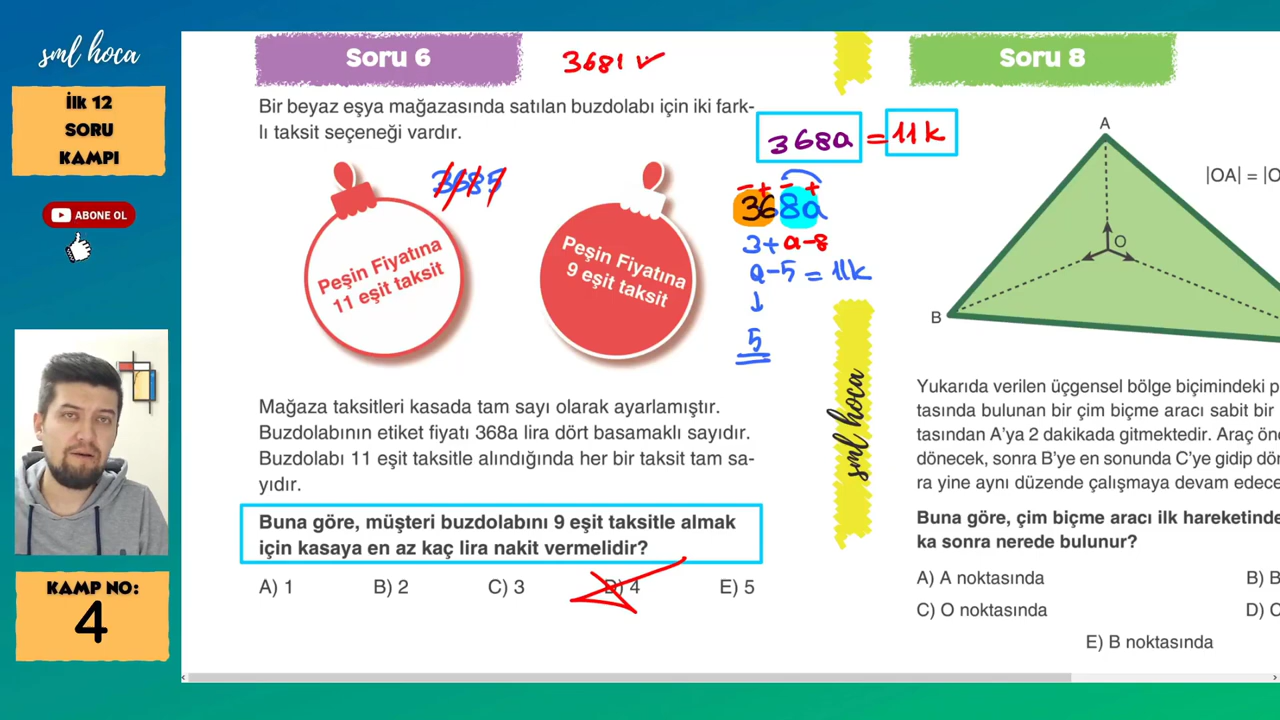 sml hoca
İlk 12
SORU
KAMPI
ABONE OL
KAMP NO:
4
Soru 6
3681 ✓
Bir beyaz eşya mağazasında satılan buzdolabı için iki fark-
lı taksit seçeneği vardır.
3685
Peşin Fiyatına
11 eşit taksit
Peşin Fiyatına
9 eşit taksit
368a = 11k
- + - +
368a
3+a-8
a-5 = 11k
↓
5
sml hoca
Mağaza taksitleri kasada tam sayı olarak ayarlamıştır.
Buzdolabının etiket fiyatı 368a lira dört basamaklı sayıdır.
Buzdolabı 11 eşit taksitle alındığında her bir taksit tam sa-
yıdır.
Buna göre, müşteri buzdolabını 9 eşit taksitle almak
için kasaya en az kaç lira nakit vermelidir?
A) 1 B) 2 C) 3 D) 4 E) 5
Soru 8
A
|OA| = |O
O
B
Yukarıda verilen üçgensel bölge biçimindeki p
tasında bulunan bir çim biçme aracı sabit bir
tasından A'ya 2 dakikada gitmektedir. Araç ön
dönecek, sonra B'ye en sonunda C'ye gidip dön
ra yine aynı düzende çalışmaya devam edece
Buna göre, çim biçme aracı ilk hareketinde
ka sonra nerede bulunur?
A) A noktasında B) B
C) O noktasında D) C
E) B noktasında